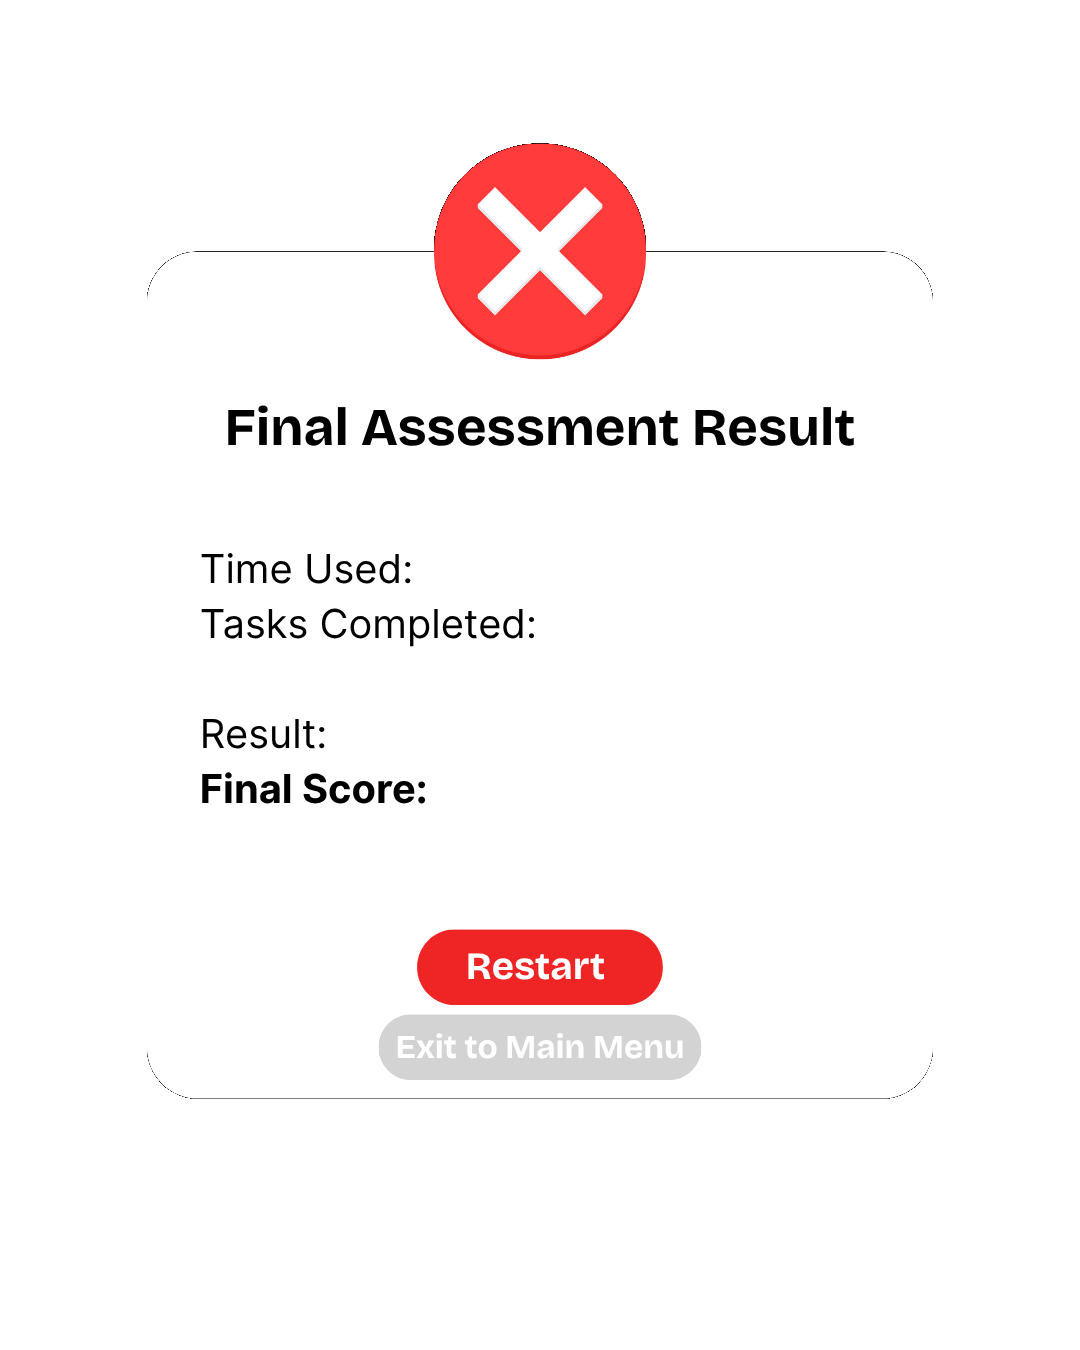 Final Assessment Result
Time Used:
Tasks Completed:
Result:
Final Score:
Restart
Exit to Main Menu